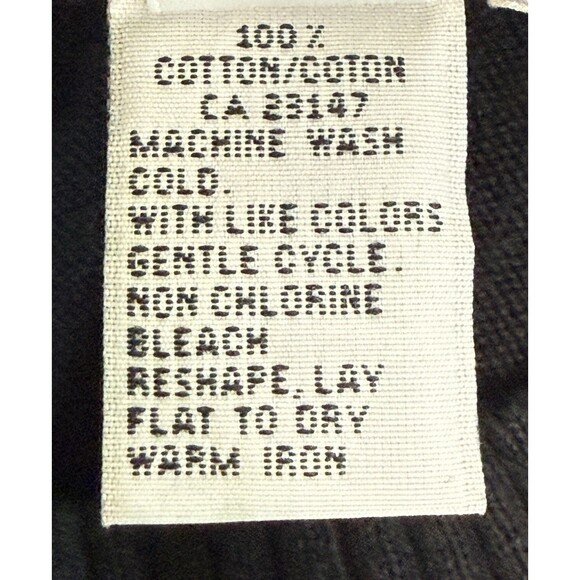 100%
COTTON/COTON
CA 23147
MACHINE WASH
COLD.
WITH LIKE COLORS
GENTLE CYCLE.
NON CHLORINE
BLEACH
RESHAPE, LAY
FLAT TO DRY
WARM IRON